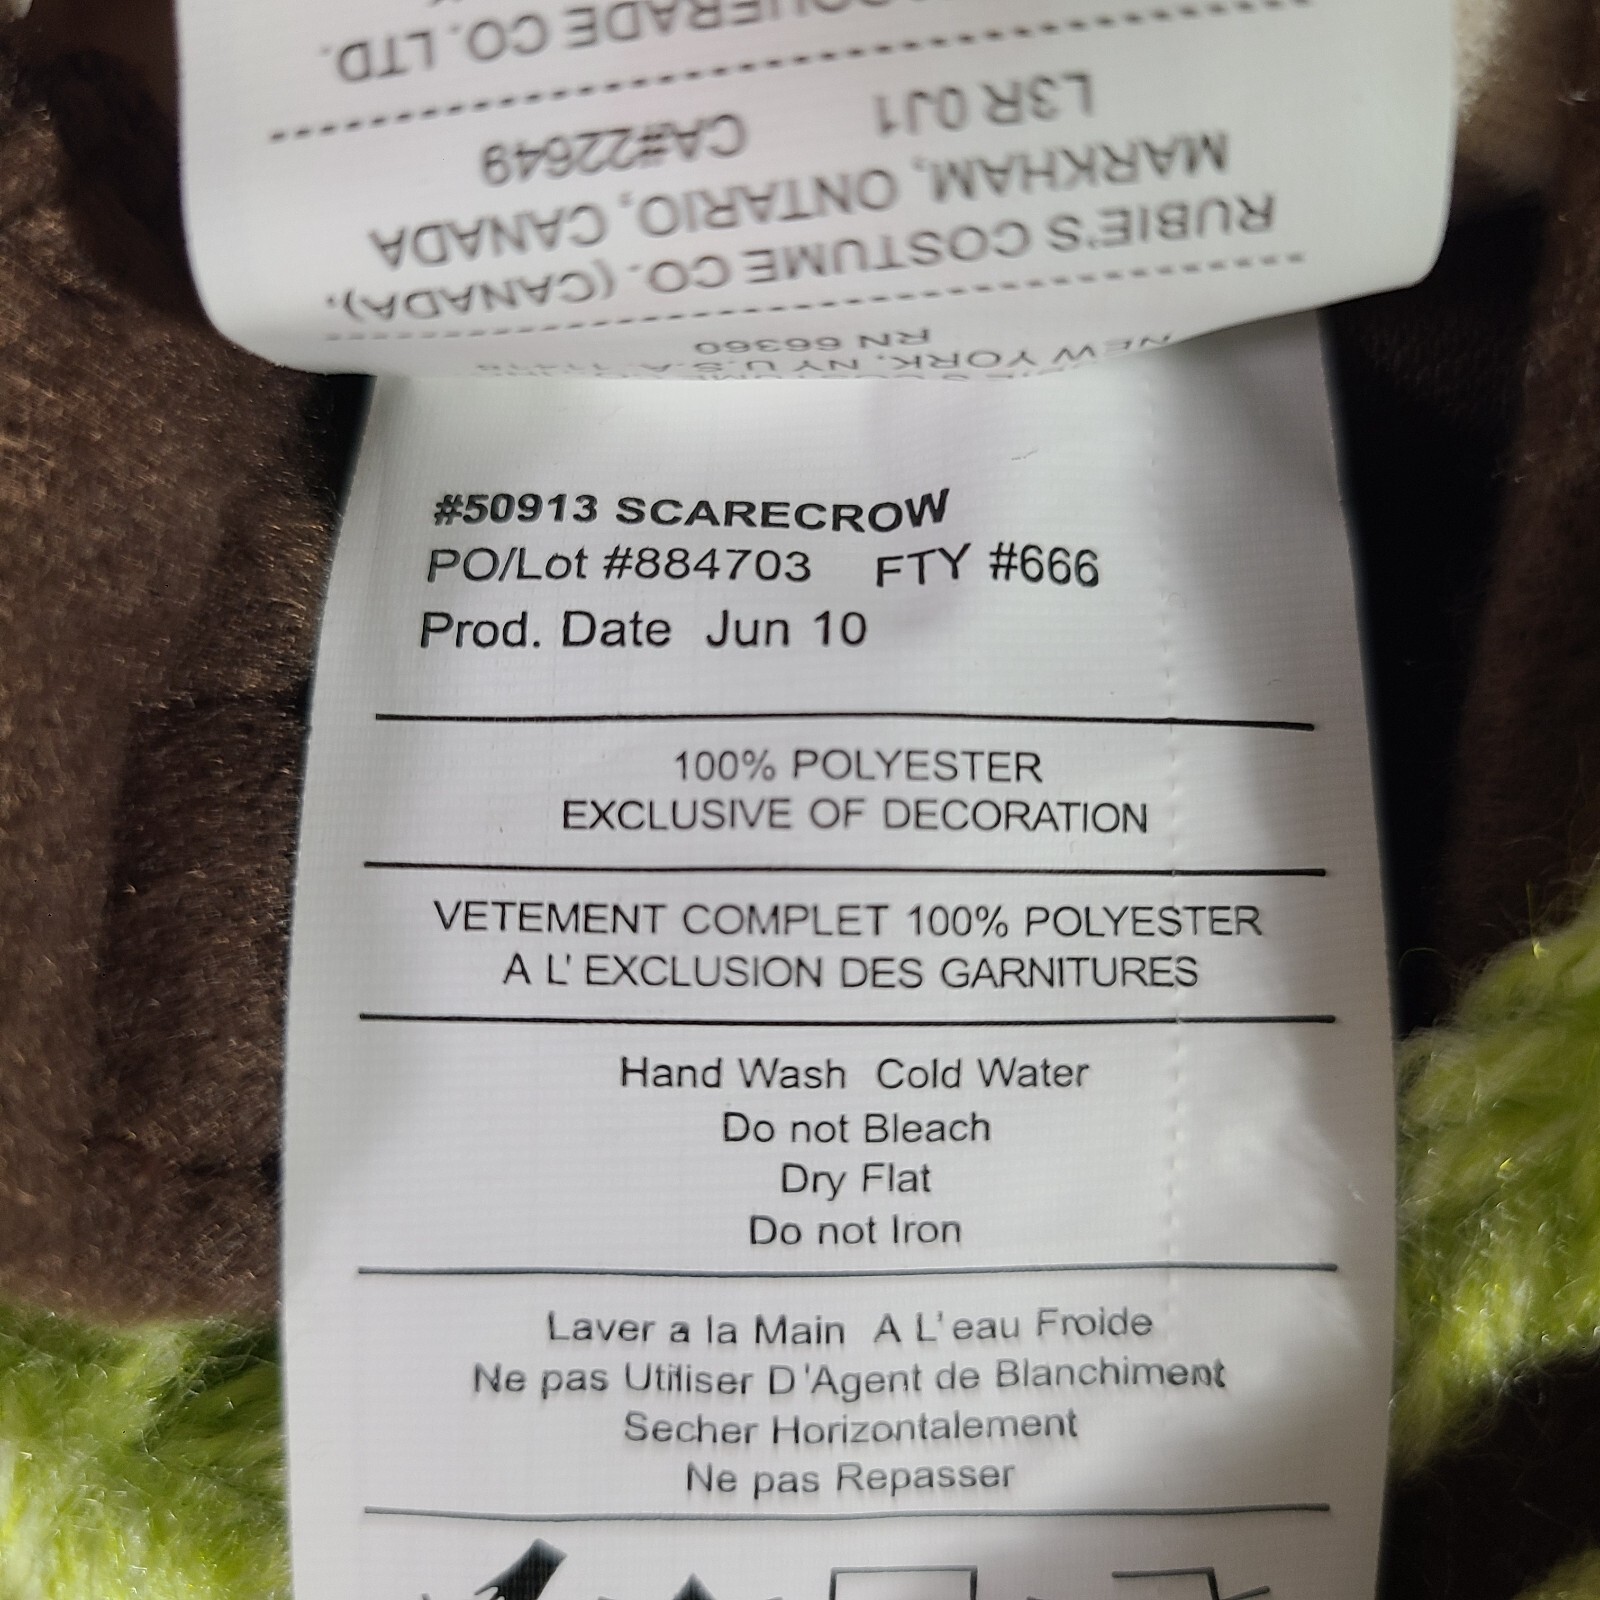 NEW YORK, NY U.S.A. 11418
RN 66360
RUBIE'S COSTUME CO. (CANADA),
MARKHAM, ONTARIO, CANADA
L3R 0J1 CA#22649
CO. LTD.
#50913 SCARECROW
PO/Lot #884703 FTY #666
Prod. Date Jun 10
100% POLYESTER
EXCLUSIVE OF DECORATION
VETEMENT COMPLET 100% POLYESTER
A L' EXCLUSION DES GARNITURES
Hand Wash Cold Water
Do not Bleach
Dry Flat
Do not Iron
Laver a la Main A L'eau Froide
Ne pas Utiliser D'Agent de Blanchiment
Secher Horizontalement
Ne pas Repasser